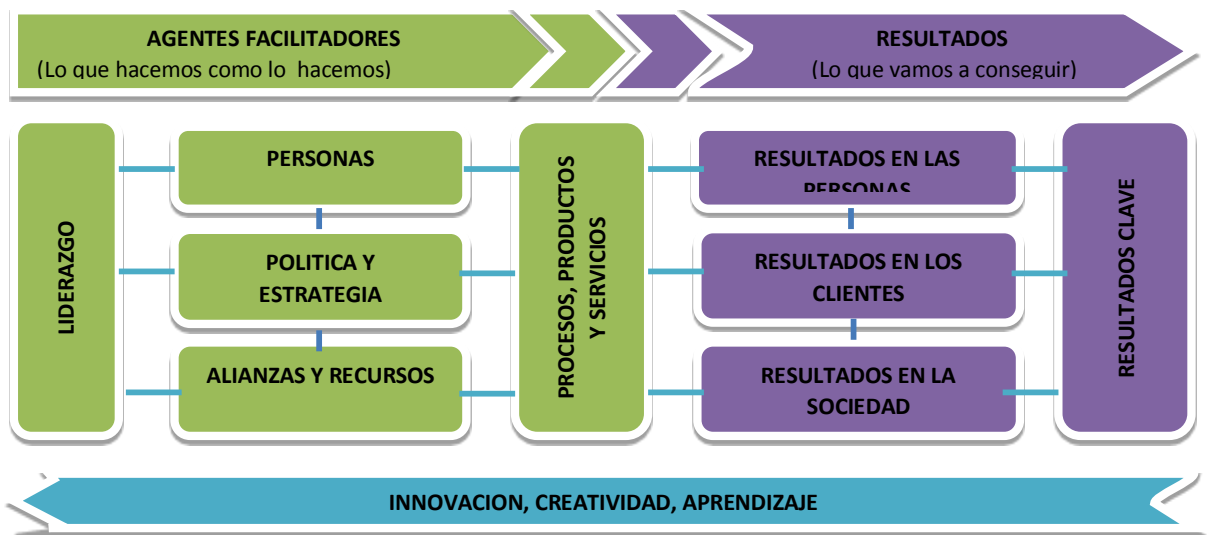 AGENTES FACILITADORES
(Lo que hacemos como lo  hacemos)
RESULTADOS
(Lo que vamos a conseguir)
LIDERAZGO
PERSONAS
POLITICA Y
ESTRATEGIA
ALIANZAS Y RECURSOS
PROCESOS, PRODUCTOS
Y SERVICIOS
RESULTADOS EN LAS
PERSONAS
RESULTADOS EN LOS
CLIENTES
RESULTADOS EN LA
SOCIEDAD
RESULTADOS CLAVE
INNOVACION, CREATIVIDAD, APRENDIZAJE